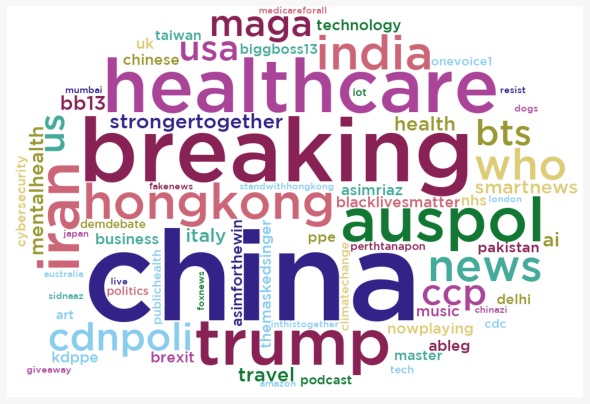 medicareforall
maga
technology
taiwan
uk
usa
biggboss13
india
chinese
onevoice1
healthcare
mumbai
iot
resist
bb13
dogs
us
strongertogether
health
bts
breaking
who
cybersecurity
mentalhealth
iran
fakenews
standwithhongkong
asimriaz
smartnews
hongkong
blacklivesmatter
nhs
london
demdebate
auspol
japan
business
italy
ppe
perthtanapon
pakistan
ai
publichealth
asimforthewin
themaskedsinger
climatechange
china
news
australia
live
foxnews
politics
sidnaaz
ccp
delhi
art
music
chinazi
inthistogether
cdnpoli
trump
nowplaying
cdc
kdppe
brexit
master
ableg
giveaway
travel
podcast
tech
amazon